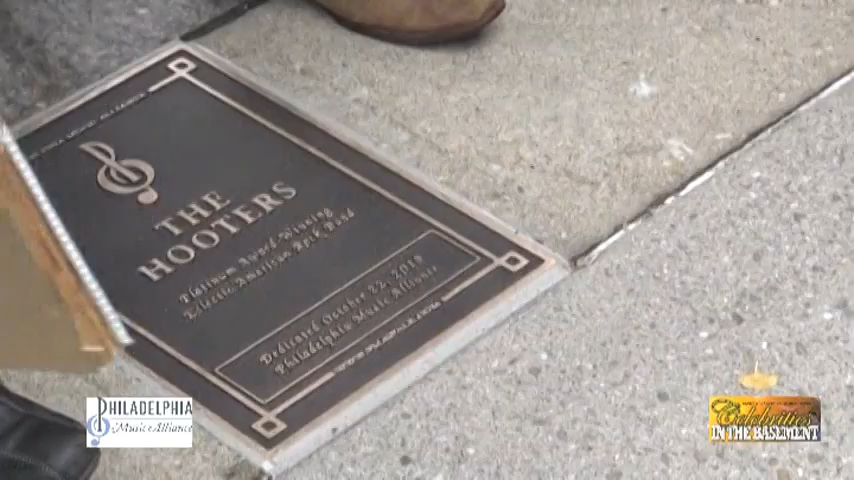 THE
HOOTERS
Platinum Award-Winning
Eclectic American Rock Band
Dedicated October 22, 2019
Philadelphia Music Alliance
PHILADELPHIA
Music Alliance
Celebrities
IN THE BASEMENT